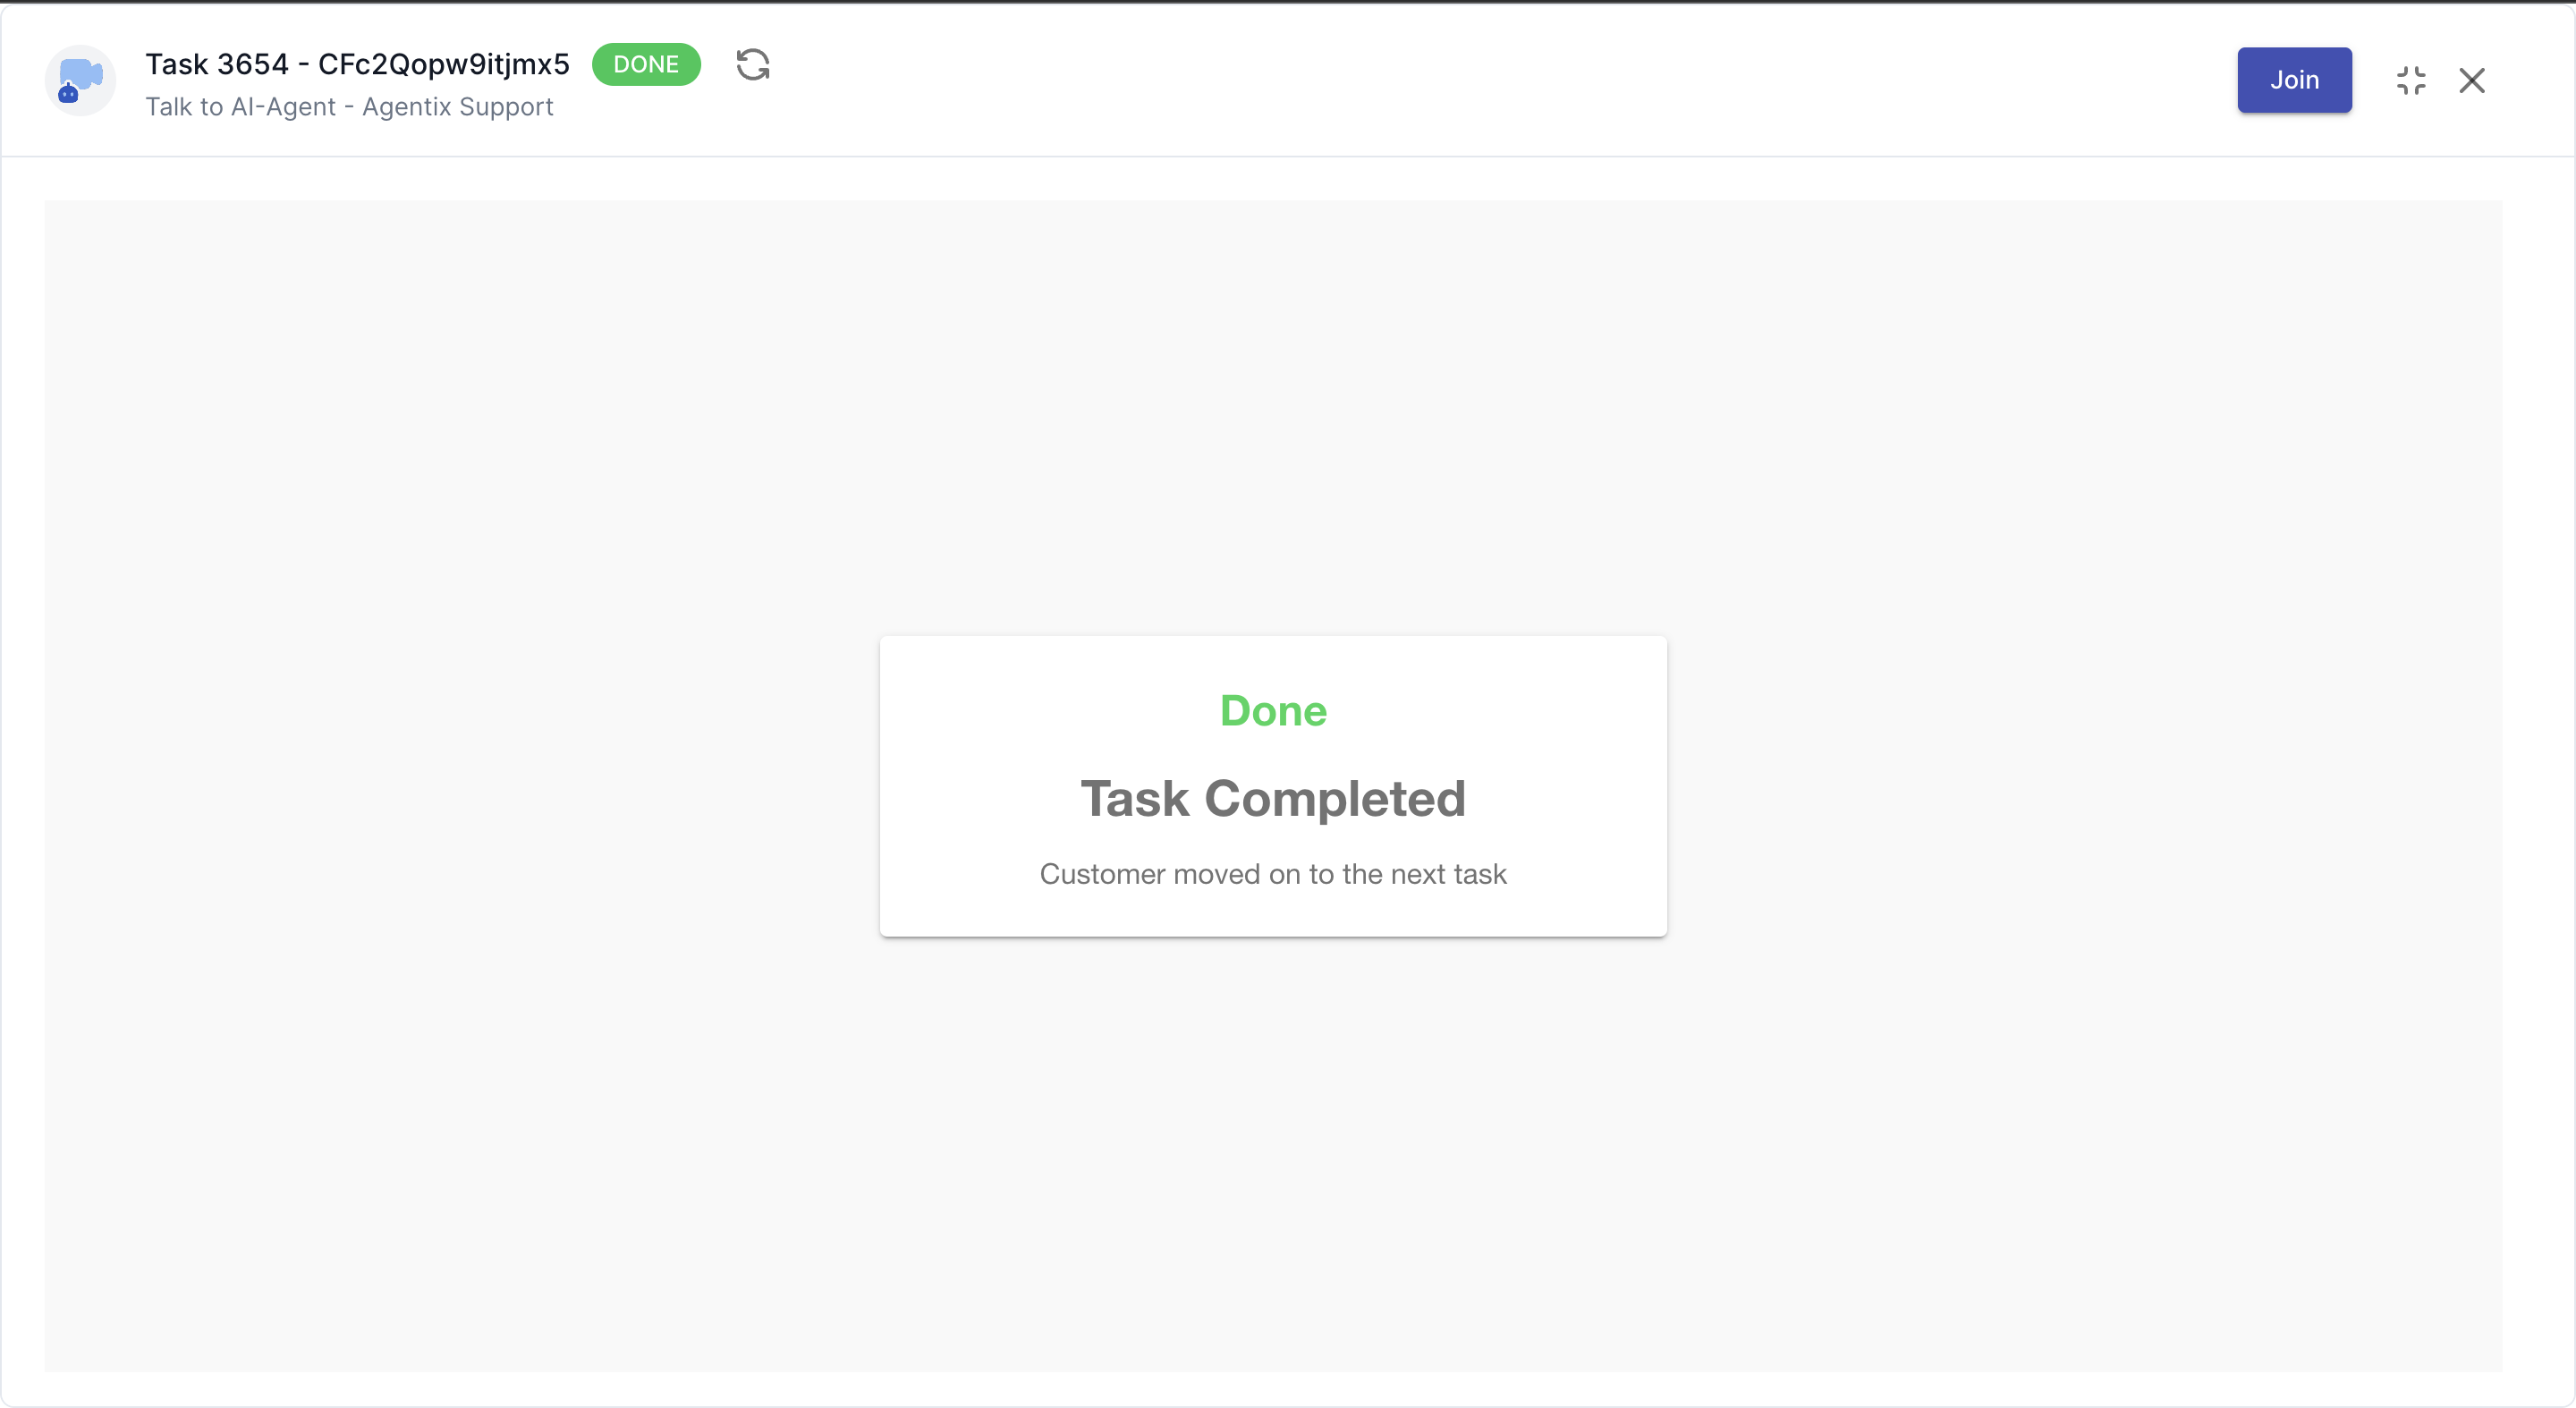 Task 3654 - CFc2Qopw9itjmx5
DONE
Talk to AI-Agent - Agentix Support
Join
Done
Task Completed
Customer moved on to the next task